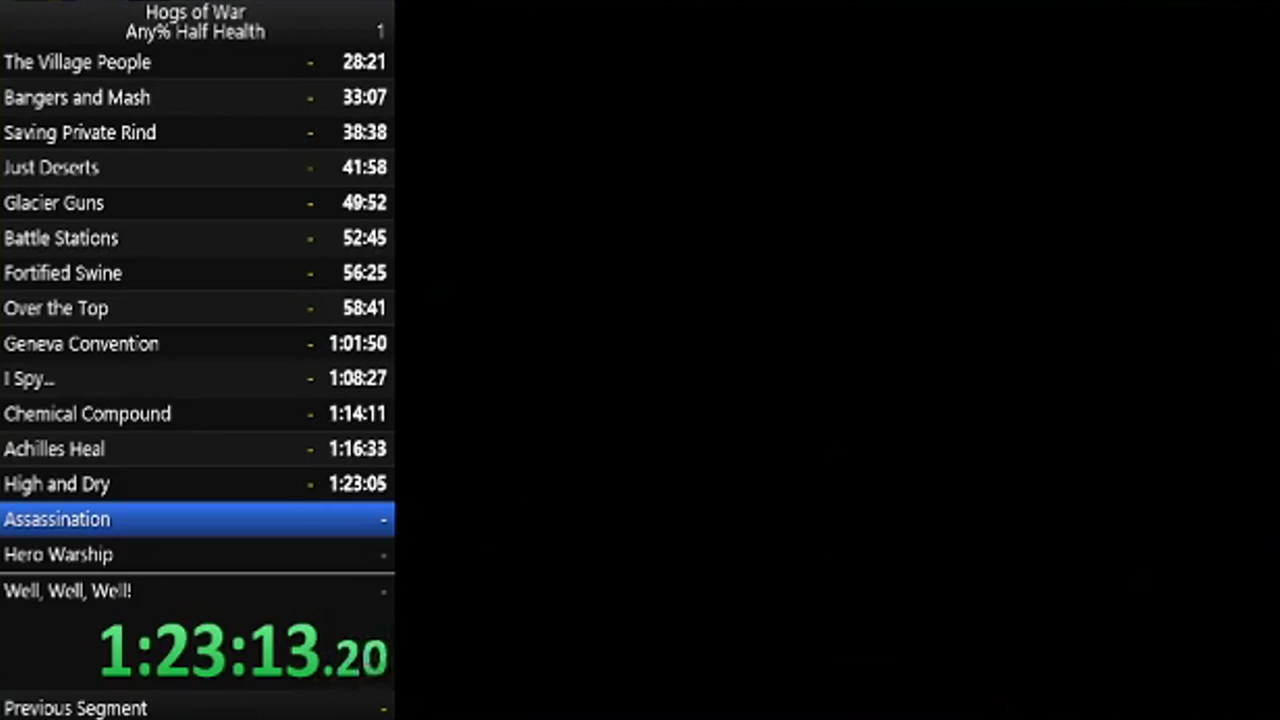 Hogs of War
Any% Half Health 1
The Village People - 28:21
Bangers and Mash - 33:07
Saving Private Rind - 38:38
Just Deserts - 41:58
Glacier Guns - 49:52
Battle Stations - 52:45
Fortified Swine - 56:25
Over the Top - 58:41
Geneva Convention - 1:01:50
I Spy... - 1:08:27
Chemical Compound - 1:14:11
Achilles Heal - 1:16:33
High and Dry - 1:23:05
Assassination -
Hero Warship -
Well, Well, Well! -
1:23:13.20
Previous Segment -